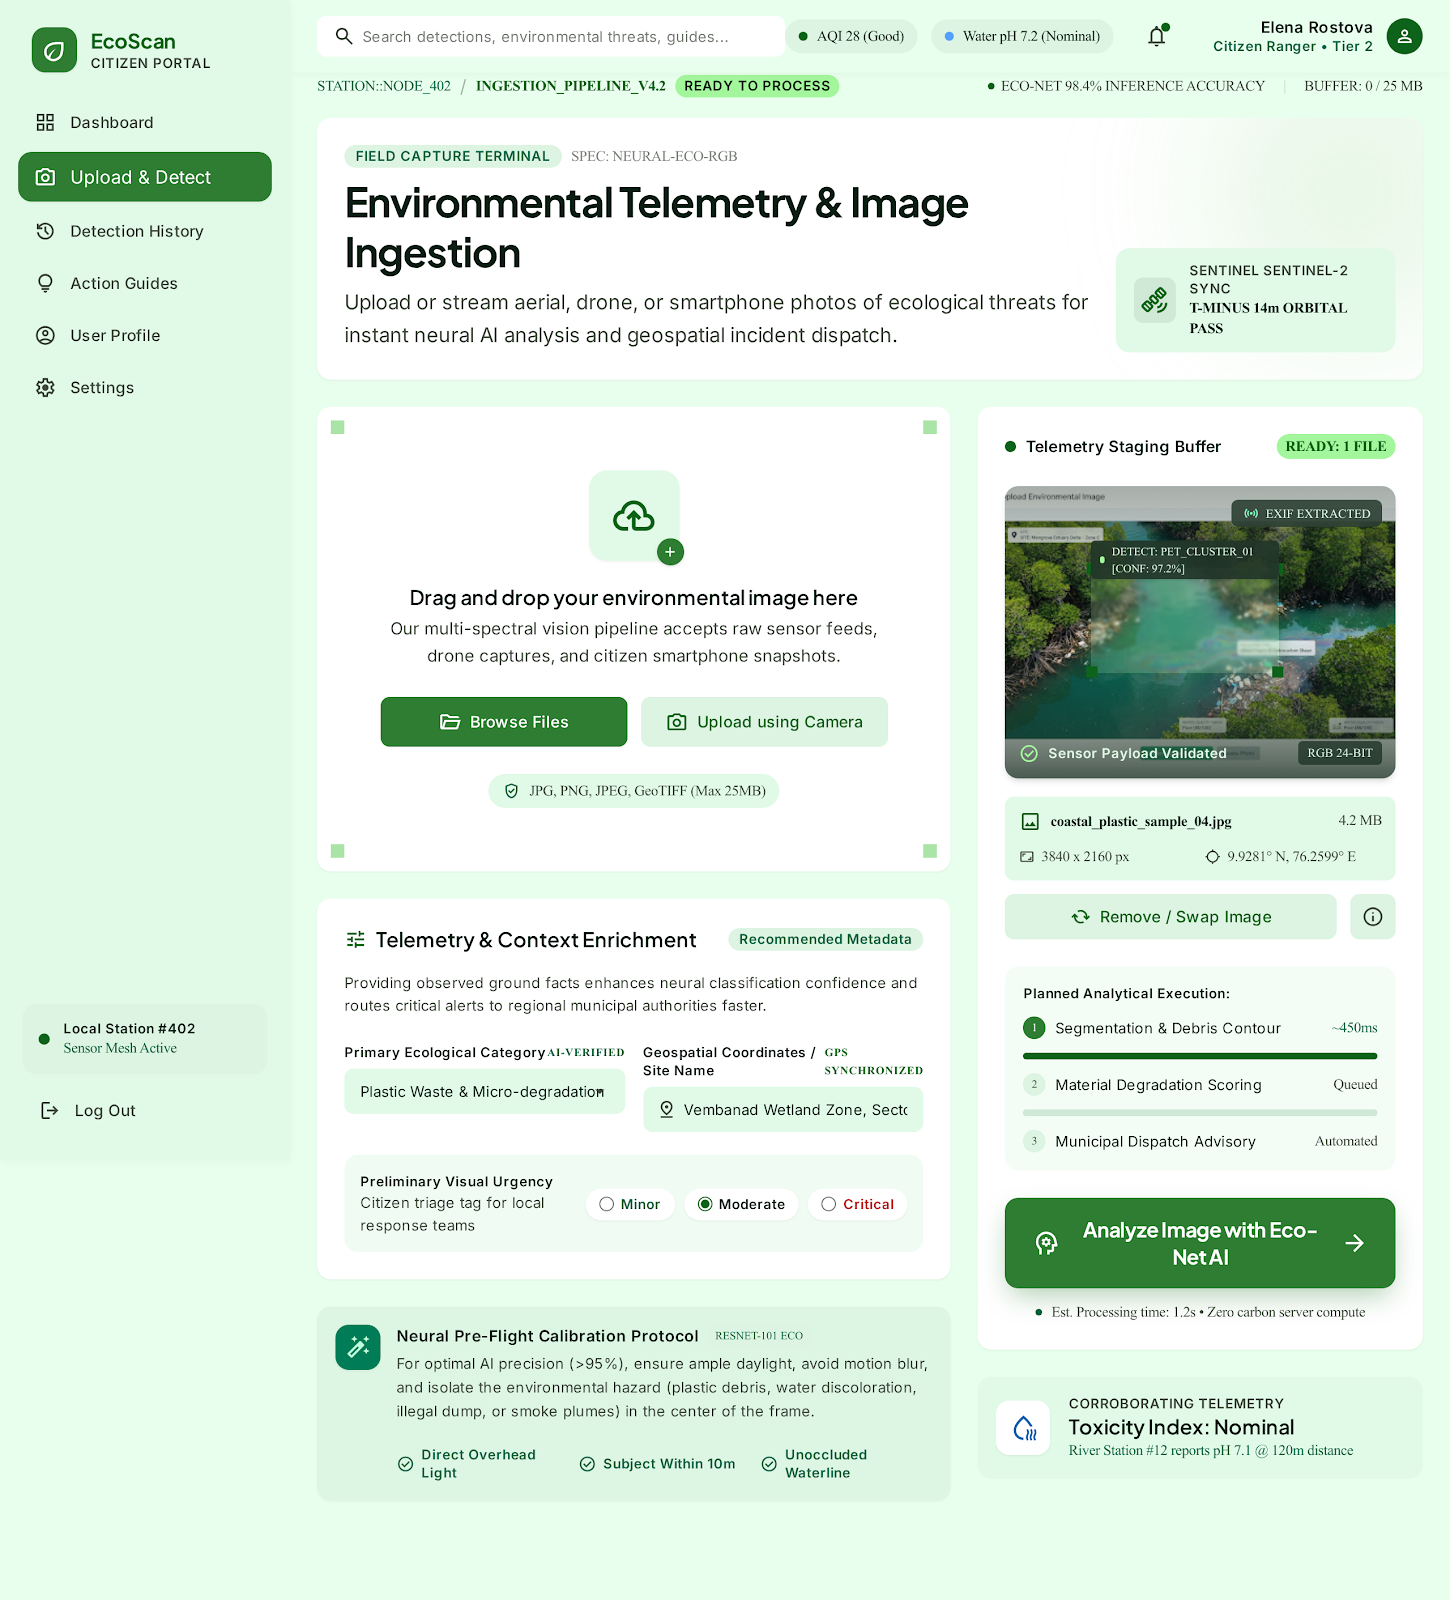 EcoScan
CITIZEN PORTAL
Dashboard
Upload & Detect
Detection History
Action Guides
User Profile
Settings
Local Station #402
Sensor Mesh Active
Log Out
Search detections, environmental threats, guides...
AQI 28 (Good)
Water pH 7.2 (Nominal)
Elena Rostova
Citizen Ranger • Tier 2
STATION::NODE_402 / INGESTION_PIPELINE_V4.2 READY TO PROCESS
ECO-NET 98.4% INFERENCE ACCURACY
BUFFER: 0 / 25 MB
FIELD CAPTURE TERMINAL SPEC: NEURAL-ECO-RGB
Environmental Telemetry & Image
Ingestion
Upload or stream aerial, drone, or smartphone photos of ecological threats for
instant neural AI analysis and geospatial incident dispatch.
SENTINEL SENTINEL-2
SYNC
T-MINUS 14m ORBITAL
PASS
Drag and drop your environmental image here
Our multi-spectral vision pipeline accepts raw sensor feeds,
drone captures, and citizen smartphone snapshots.
Browse Files
Upload using Camera
JPG, PNG, JPEG, GeoTIFF (Max 25MB)
Telemetry & Context Enrichment
Recommended Metadata
Providing observed ground facts enhances neural classification confidence and
routes critical alerts to regional municipal authorities faster.
Primary Ecological Category AI-VERIFIED
Plastic Waste & Micro-degradation
Geospatial Coordinates /
Site Name
GPS
SYNCHRONIZED
Vembanad Wetland Zone, Secto
Preliminary Visual Urgency
Citizen triage tag for local
response teams
Minor
Moderate
Critical
Neural Pre-Flight Calibration Protocol RESNET-101 ECO
For optimal AI precision (>95%), ensure ample daylight, avoid motion blur,
and isolate the environmental hazard (plastic debris, water discoloration,
illegal dump, or smoke plumes) in the center of the frame.
Direct Overhead
Light
Subject Within 10m
Unoccluded
Waterline
Telemetry Staging Buffer
READY: 1 FILE
pload Environmental Image
EXIF EXTRACTED
DETECT: PET_CLUSTER_01
[CONF: 97.2%]
Sensor Payload Validated
RGB 24-BIT
coastal_plastic_sample_04.jpg
4.2 MB
3840 x 2160 px
9.9281° N, 76.2599° E
Remove / Swap Image
Planned Analytical Execution:
1 Segmentation & Debris Contour ~450ms
2 Material Degradation Scoring Queued
3 Municipal Dispatch Advisory Automated
Analyze Image with Eco-
Net AI
Est. Processing time: 1.2s • Zero carbon server compute
CORROBORATING TELEMETRY
Toxicity Index: Nominal
River Station #12 reports pH 7.1 @ 120m distance